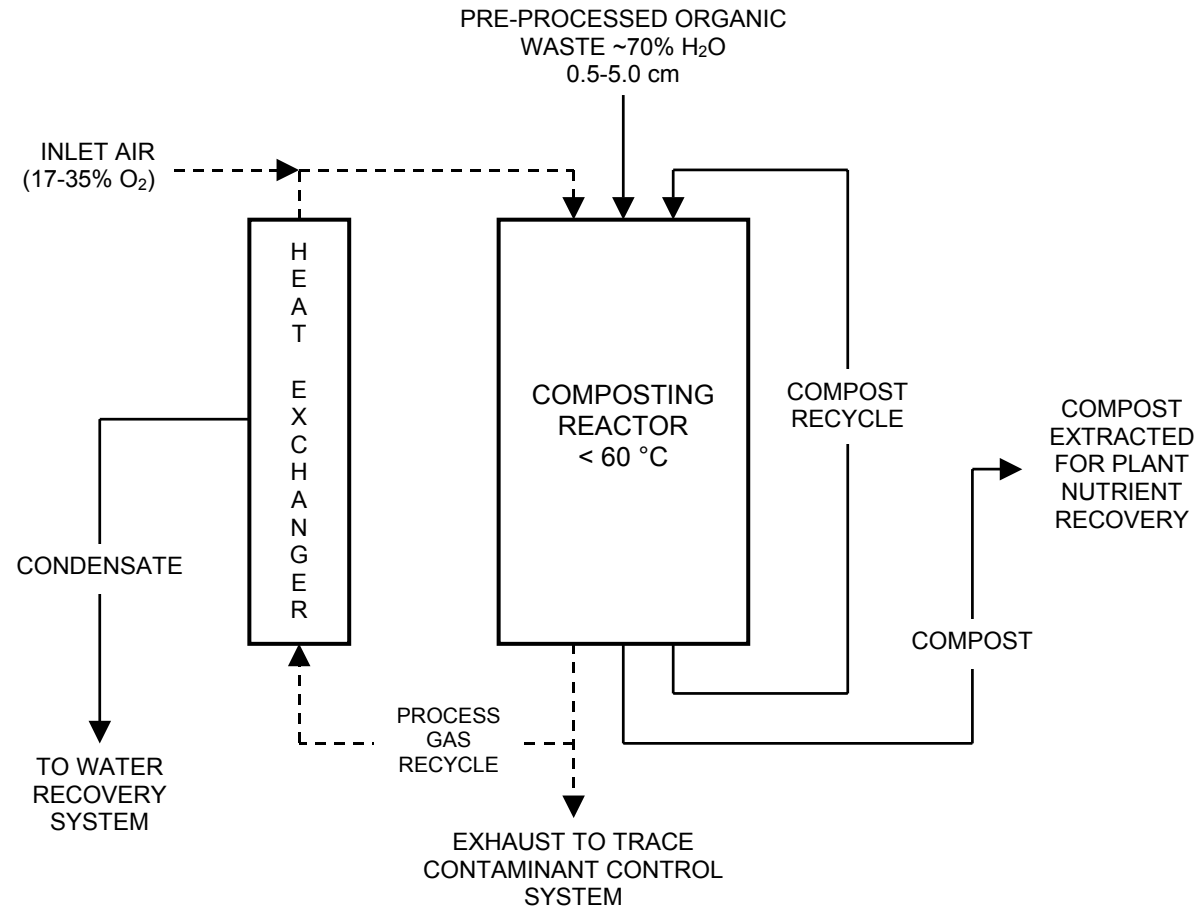 PRE-PROCESSED ORGANIC
WASTE ~70% H₂O
0.5-5.0 cm
INLET AIR
(17-35% O₂)
HEAT EXCHANGER
COMPOSTING
REACTOR
< 60 °C
COMPOST
RECYCLE
COMPOST
EXTRACTED
FOR PLANT
NUTRIENT
RECOVERY
CONDENSATE
COMPOST
PROCESS
GAS
RECYCLE
TO WATER
RECOVERY
SYSTEM
EXHAUST TO TRACE
CONTAMINANT CONTROL
SYSTEM